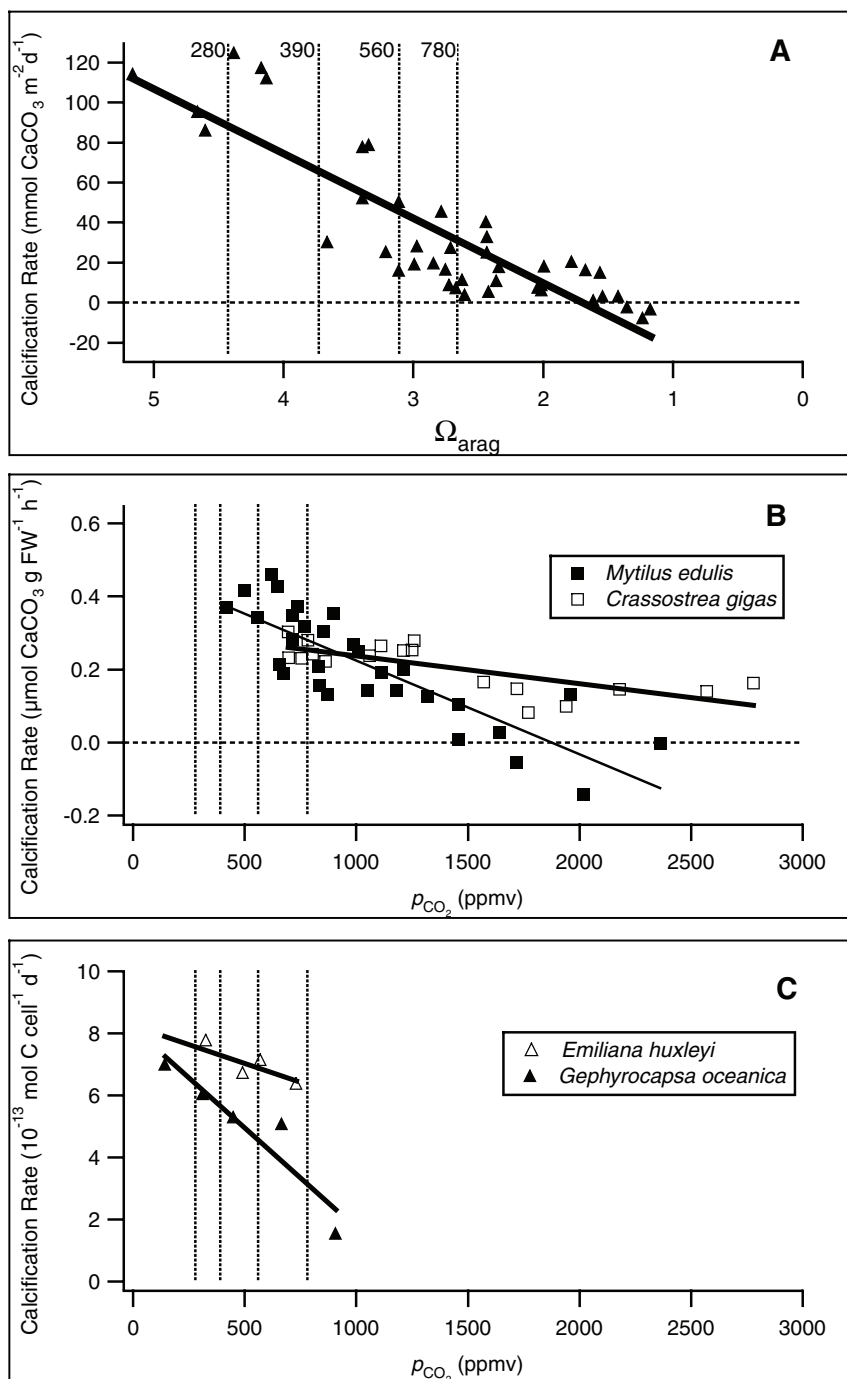 A
280 390 560 780
120
100
80
60
40
20
0
-20
Calcification Rate (mmol CaCO₃ m⁻² d⁻¹)
5 4 3 2 1 0
Ωarag
B
0.6
0.4
0.2
0.0
-0.2
Calcification Rate (μmol CaCO₃ g FW⁻¹ h⁻¹)
Mytilus edulis
Crassostrea gigas
0 500 1000 1500 2000 2500 3000
pCO₂ (ppmv)
C
10
8
6
4
2
0
Calcification Rate (10⁻¹³ mol C cell⁻¹ d⁻¹)
Emiliana huxleyi
Gephyrocapsa oceanica
0 500 1000 1500 2000 2500 3000
pCO₂ (ppmv)